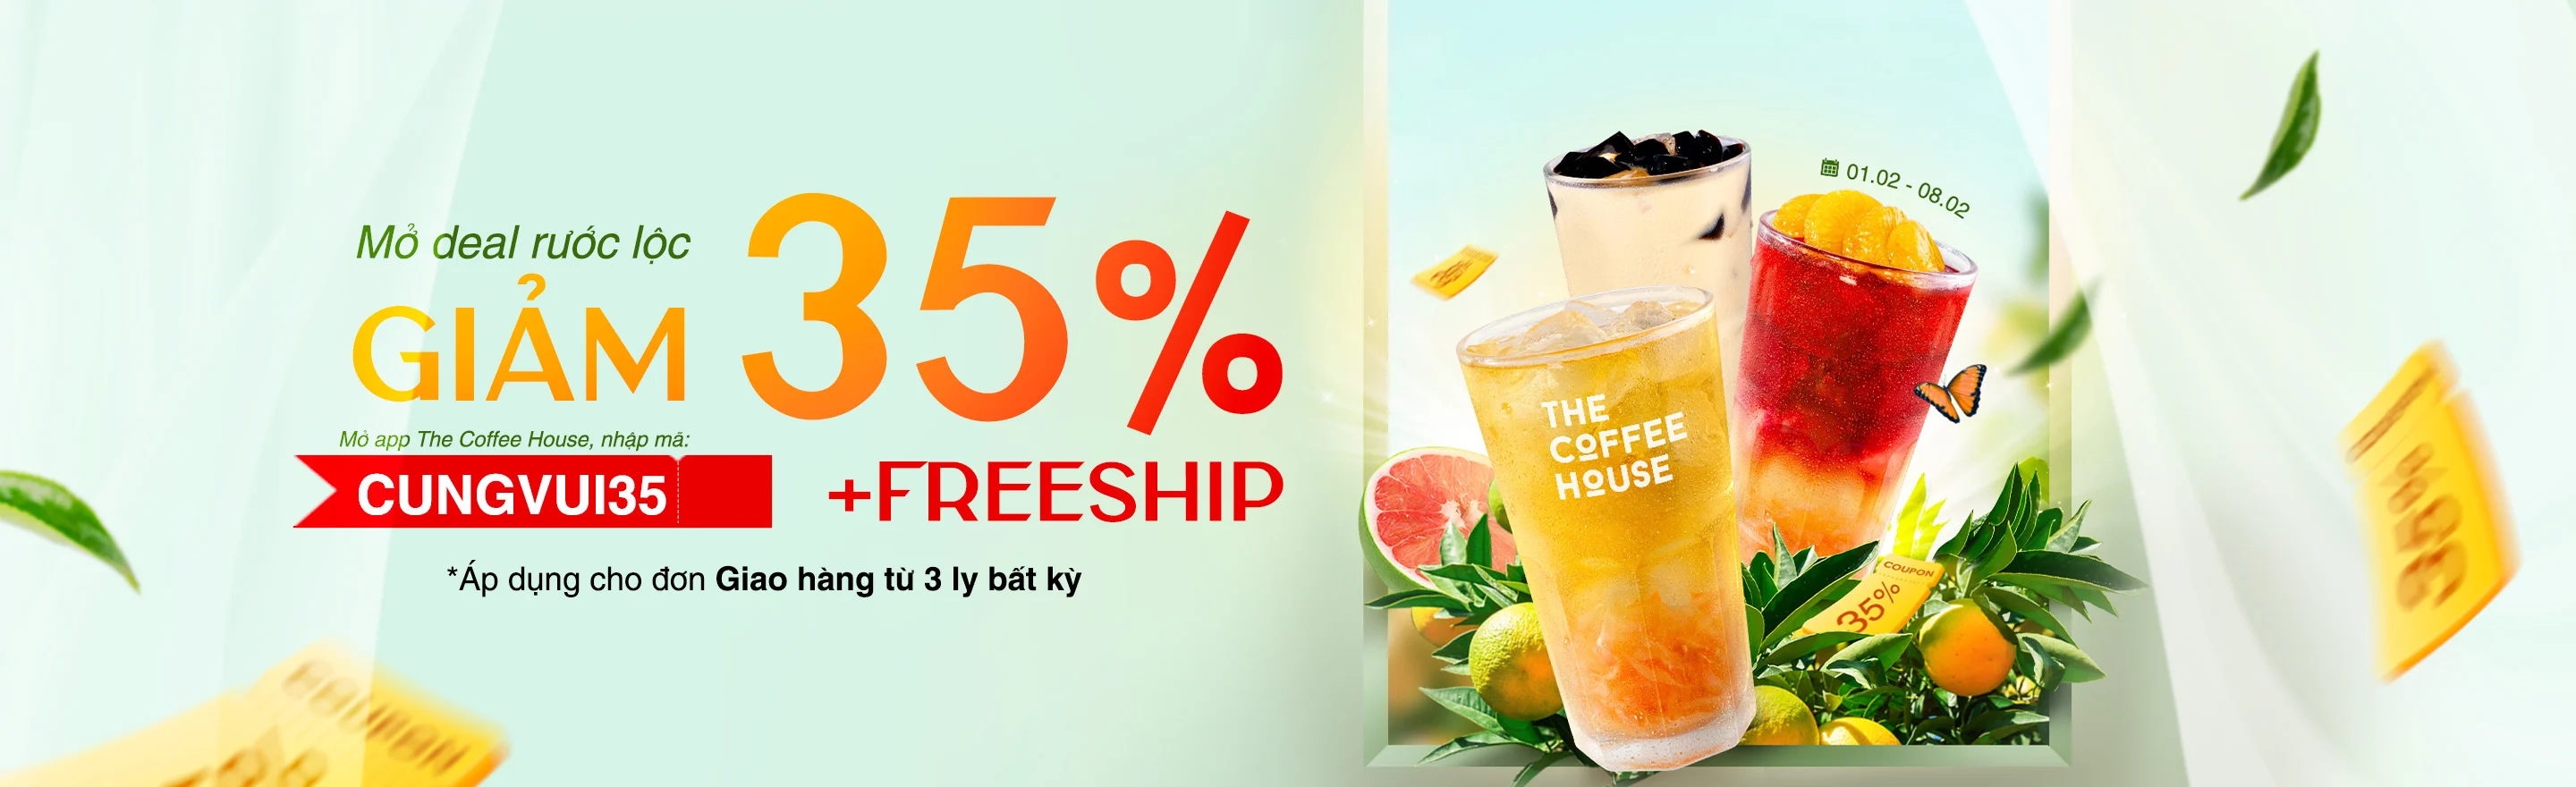 Mở deal rước lộc
GIẢM 35%
Mở app The Coffee House, nhập mã:
CUNGVUI35
+FREESHIP
*Áp dụng cho đơn Giao hàng từ 3 ly bất kỳ
01.02 - 08.02
THE
COFFEE
HOUSE
COUPON
35%
35%